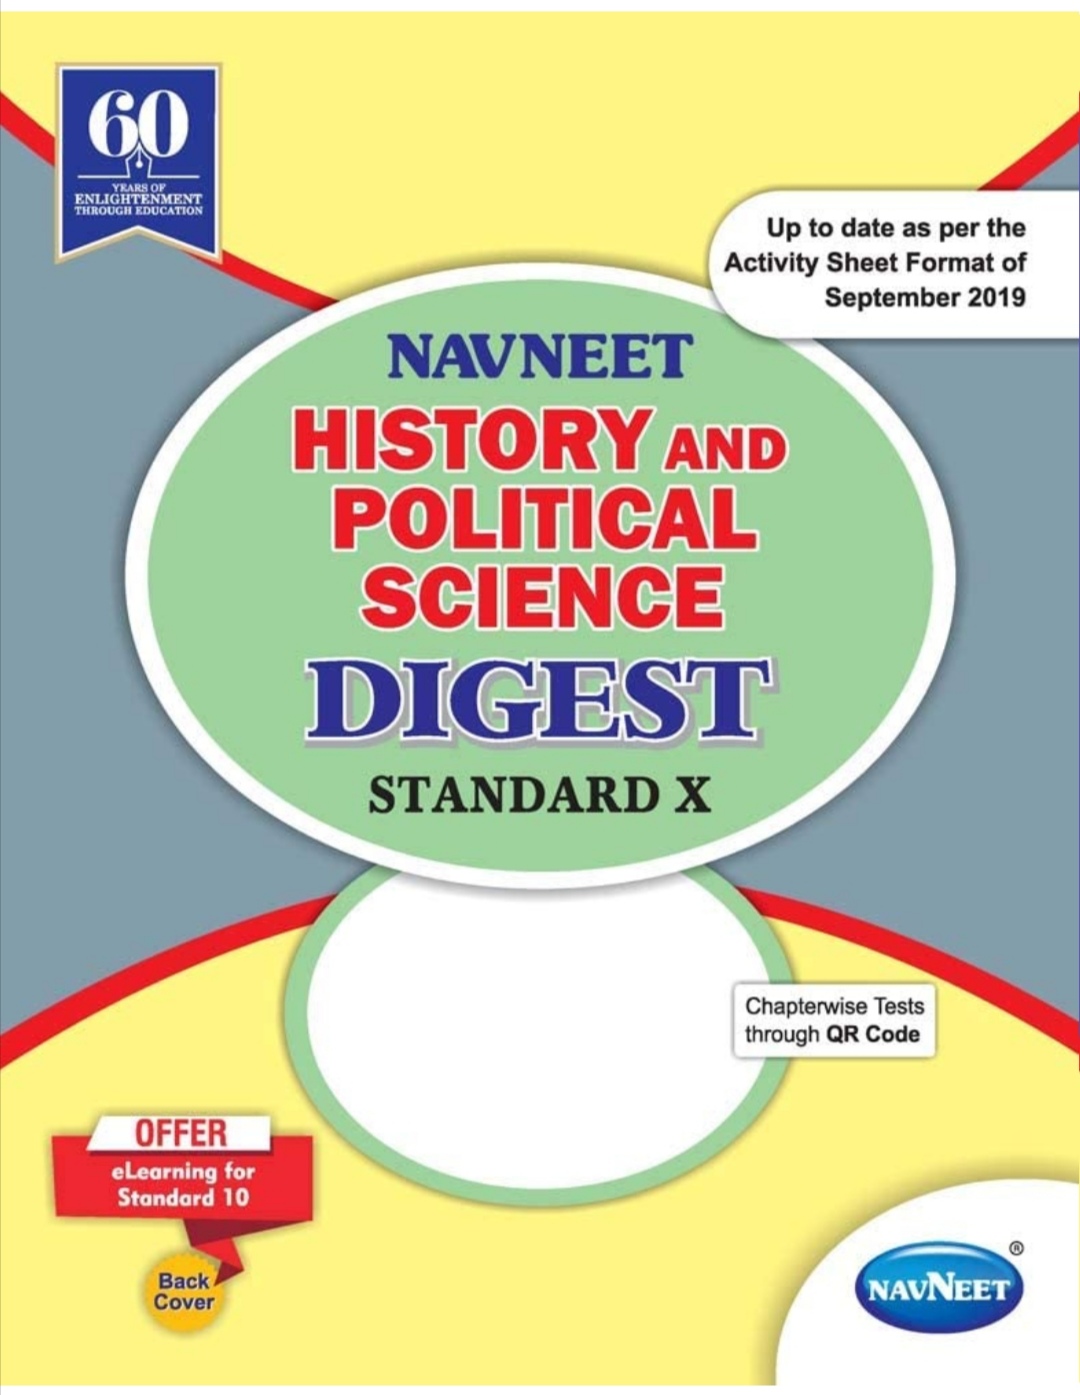 60
YEARS OF
ENLIGHTENMENT
THROUGH EDUCATION
Up to date as per the
Activity Sheet Format of
September 2019
NAVNEET
HISTORY AND
POLITICAL
SCIENCE
DIGEST
STANDARD X
Chapterwise Tests
through QR Code
OFFER
eLearning for
Standard 10
Back
Cover
®
NAVNEET